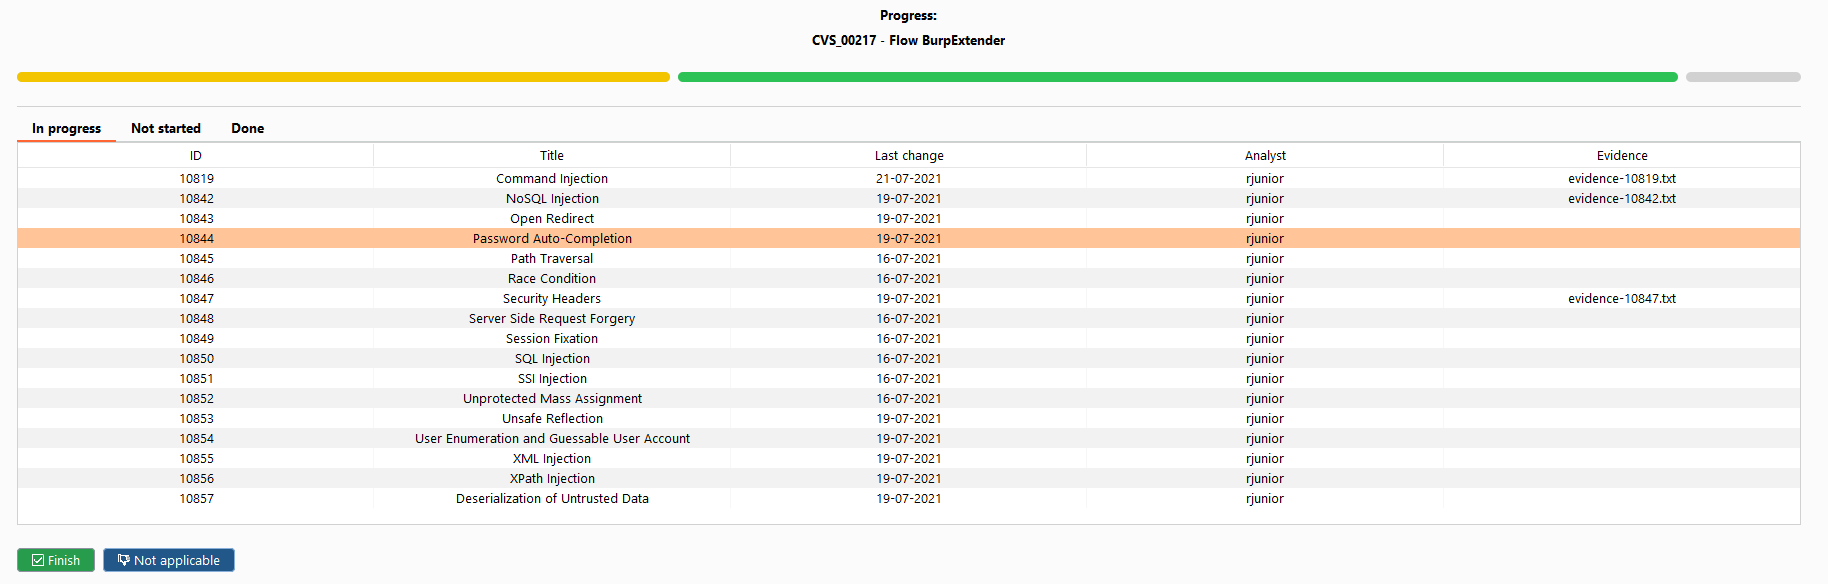 Progress:
CVS_00217 - Flow BurpExtender
In progress Not started Done
ID Title Last change Analyst Evidence
10819 Command Injection 21-07-2021 rjunior evidence-10819.txt
10842 NoSQL Injection 19-07-2021 rjunior evidence-10842.txt
10843 Open Redirect 19-07-2021 rjunior
10844 Password Auto-Completion 19-07-2021 rjunior
10845 Path Traversal 16-07-2021 rjunior
10846 Race Condition 16-07-2021 rjunior
10847 Security Headers 19-07-2021 rjunior evidence-10847.txt
10848 Server Side Request Forgery 16-07-2021 rjunior
10849 Session Fixation 16-07-2021 rjunior
10850 SQL Injection 16-07-2021 rjunior
10851 SSI Injection 16-07-2021 rjunior
10852 Unprotected Mass Assignment 16-07-2021 rjunior
10853 Unsafe Reflection 19-07-2021 rjunior
10854 User Enumeration and Guessable User Account 19-07-2021 rjunior
10855 XML Injection 19-07-2021 rjunior
10856 XPath Injection 19-07-2021 rjunior
10857 Deserialization of Untrusted Data 19-07-2021 rjunior
Finish Not applicable